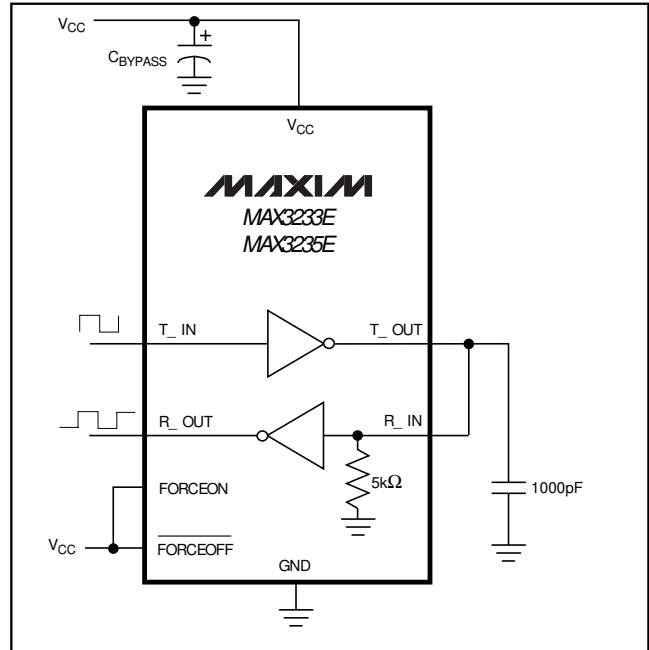 VCC
CBYPASS
+
VCC
MAXIM
MAX3233E
MAX3235E
T_ IN
T_ OUT
R_ OUT
R_ IN
5kΩ
1000pF
FORCEON
VCC
FORCEOFF
GND